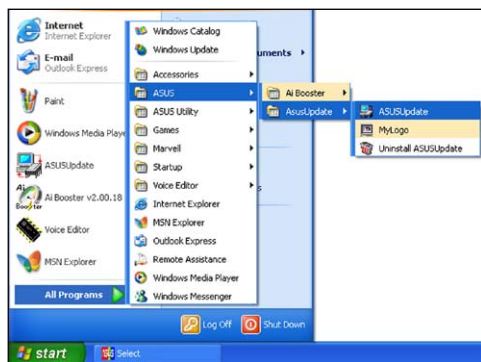 Internet
Internet Explorer
E-mail
Outlook Express
Paint
Windows Media Playe
ASUSUpdate
Ai Booster v2.00.18
Voice Editor
MSN Explorer
All Programs
Windows Catalog
Windows Update
Accessories
ASUS
ASUS Utility
Games
Marvell
Startup
Voice Editor
Internet Explorer
MSN Explorer
Outlook Express
Remote Assistance
Windows Media Player
Windows Messenger
uments
s
Ai Booster
AsusUpdate
ASUSUpdate
MyLogo
Uninstall ASUSUpdate
Log Off
Shut Down
start
Select